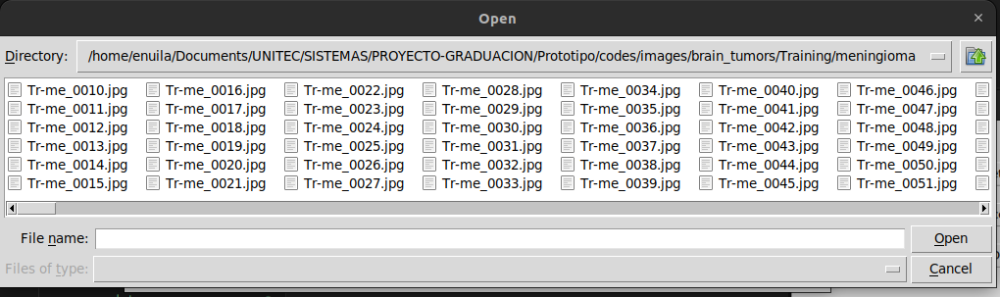 Open
Directory: /home/enuila/Documents/UNITEC/SISTEMAS/PROYECTO-GRADUACION/Prototipo/codes/images/brain_tumors/Training/meningioma
Tr-me_0010.jpg Tr-me_0016.jpg Tr-me_0022.jpg Tr-me_0028.jpg Tr-me_0034.jpg Tr-me_0040.jpg Tr-me_0046.jpg
Tr-me_0011.jpg Tr-me_0017.jpg Tr-me_0023.jpg Tr-me_0029.jpg Tr-me_0035.jpg Tr-me_0041.jpg Tr-me_0047.jpg
Tr-me_0012.jpg Tr-me_0018.jpg Tr-me_0024.jpg Tr-me_0030.jpg Tr-me_0036.jpg Tr-me_0042.jpg Tr-me_0048.jpg
Tr-me_0013.jpg Tr-me_0019.jpg Tr-me_0025.jpg Tr-me_0031.jpg Tr-me_0037.jpg Tr-me_0043.jpg Tr-me_0049.jpg
Tr-me_0014.jpg Tr-me_0020.jpg Tr-me_0026.jpg Tr-me_0032.jpg Tr-me_0038.jpg Tr-me_0044.jpg Tr-me_0050.jpg
Tr-me_0015.jpg Tr-me_0021.jpg Tr-me_0027.jpg Tr-me_0033.jpg Tr-me_0039.jpg Tr-me_0045.jpg Tr-me_0051.jpg
File name: Open
Files of type: Cancel